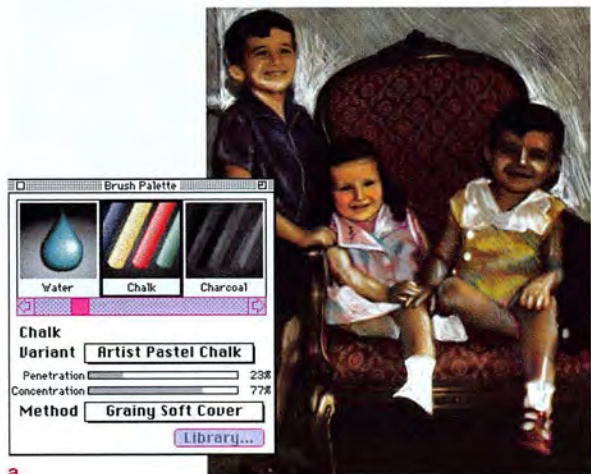 Brush Palette
Water Chalk Charcoal
Chalk
Variant Artist Pastel Chalk
Penetration 23%
Concentration 77%
Method Grainy Soft Cover
Library...
a